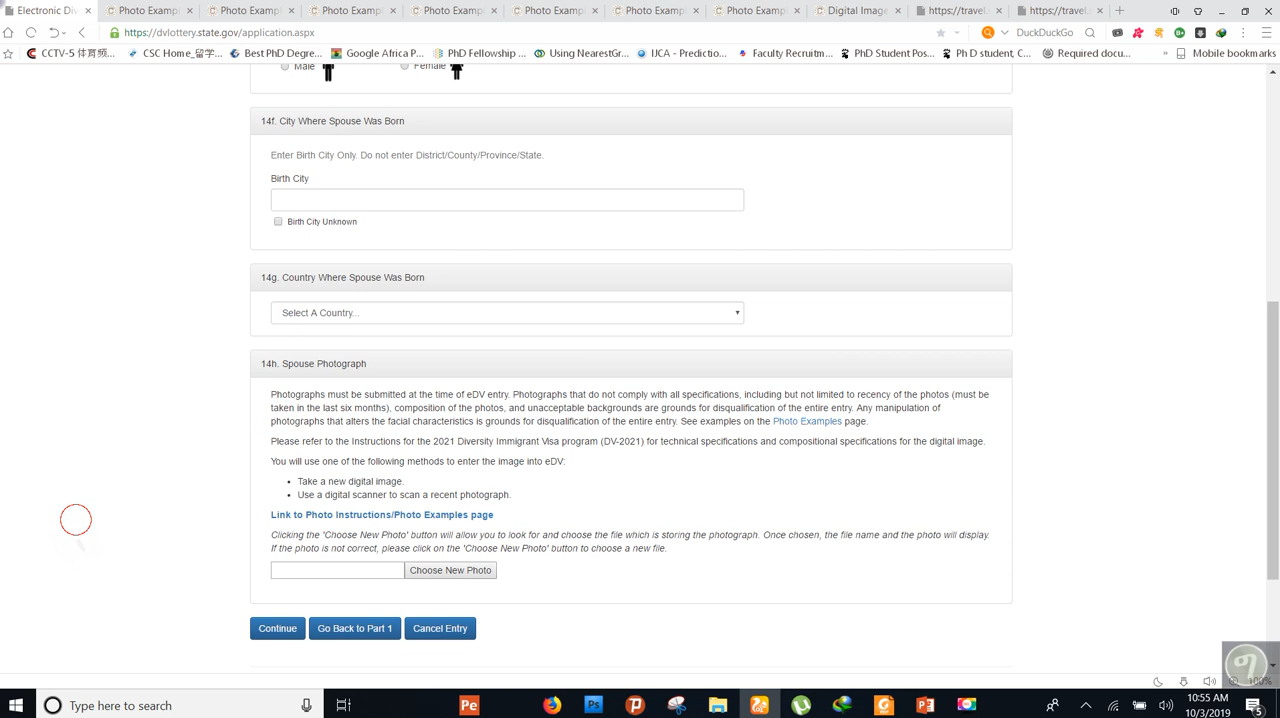 Electronic Div
Photo Examp
Photo Exampl
Photo Exampl
Photo Exampl
Photo Exampl
Photo Exampl
Photo Exampl
Digital Image
https://travel.
https://travel.
https://dvlottery.state.gov/application.aspx
DuckDuckGo
CCTV-5 体育频...
CSC Home_留学...
Best PhD Degre...
Google Africa P...
PhD Fellowship ...
Using NearestGr...
IJCA - Predictio...
Faculty Recruitm...
PhD Student Pos...
Ph D student, C...
Required docu...
Mobile bookmarks
Male
Female
14f. City Where Spouse Was Born
Enter Birth City Only. Do not enter District/County/Province/State.
Birth City
Birth City Unknown
14g. Country Where Spouse Was Born
Select A Country...
14h. Spouse Photograph
Photographs must be submitted at the time of eDV entry. Photographs that do not comply with all specifications, including but not limited to recency of the photos (must be
taken in the last six months), composition of the photos, and unacceptable backgrounds are grounds for disqualification of the entire entry. Any manipulation of
photographs that alters the facial characteristics is grounds for disqualification of the entire entry. See examples on the Photo Examples page.
Please refer to the Instructions for the 2021 Diversity Immigrant Visa program (DV-2021) for technical specifications and compositional specifications for the digital image.
You will use one of the following methods to enter the image into eDV:
• Take a new digital image.
• Use a digital scanner to scan a recent photograph.
Link to Photo Instructions/Photo Examples page
Clicking the 'Choose New Photo' button will allow you to look for and choose the file which is storing the photograph. Once chosen, the file name and the photo will display.
If the photo is not correct, please click on the 'Choose New Photo' button to choose a new file.
Choose New Photo
Continue
Go Back to Part 1
Cancel Entry
100%
Type here to search
Pe
Ps
10:55 AM
10/3/2019
5